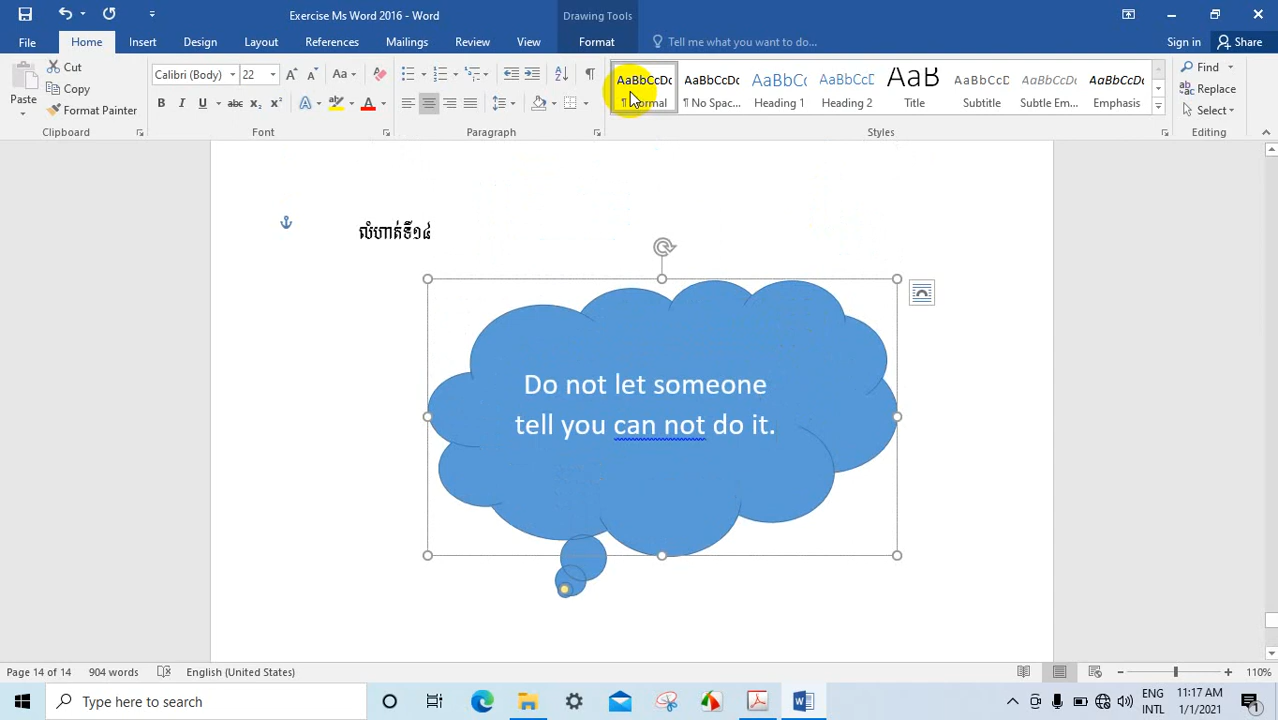 Exercise Ms Word 2016 - Word
Drawing Tools
File
Home
Insert
Design
Layout
References
Mailings
Review
View
Format
Tell me what you want to do...
Sign in
Share
Paste
Cut
Copy
Format Painter
Clipboard
Calibri (Body)
22
Font
Paragraph
AaBbCcDc
¶ Normal
AaBbCcDc
¶ No Spac...
AaBbCc
Heading
AaBbCcD
Heading 2
AaB
Title
AaBbCcD
Subtitle
AaBbCcDc
Subtle Em...
AaBbCcDc
Emphasis
Styles
Find
Replace
Select
Editing
លំហាត់ទី១៤
Do not let someone
tell you can not do it.
Page 14 of 14
904 words
English (United States)
110%
Type here to search
ENG
INTL
11:17 AM
1/1/2021